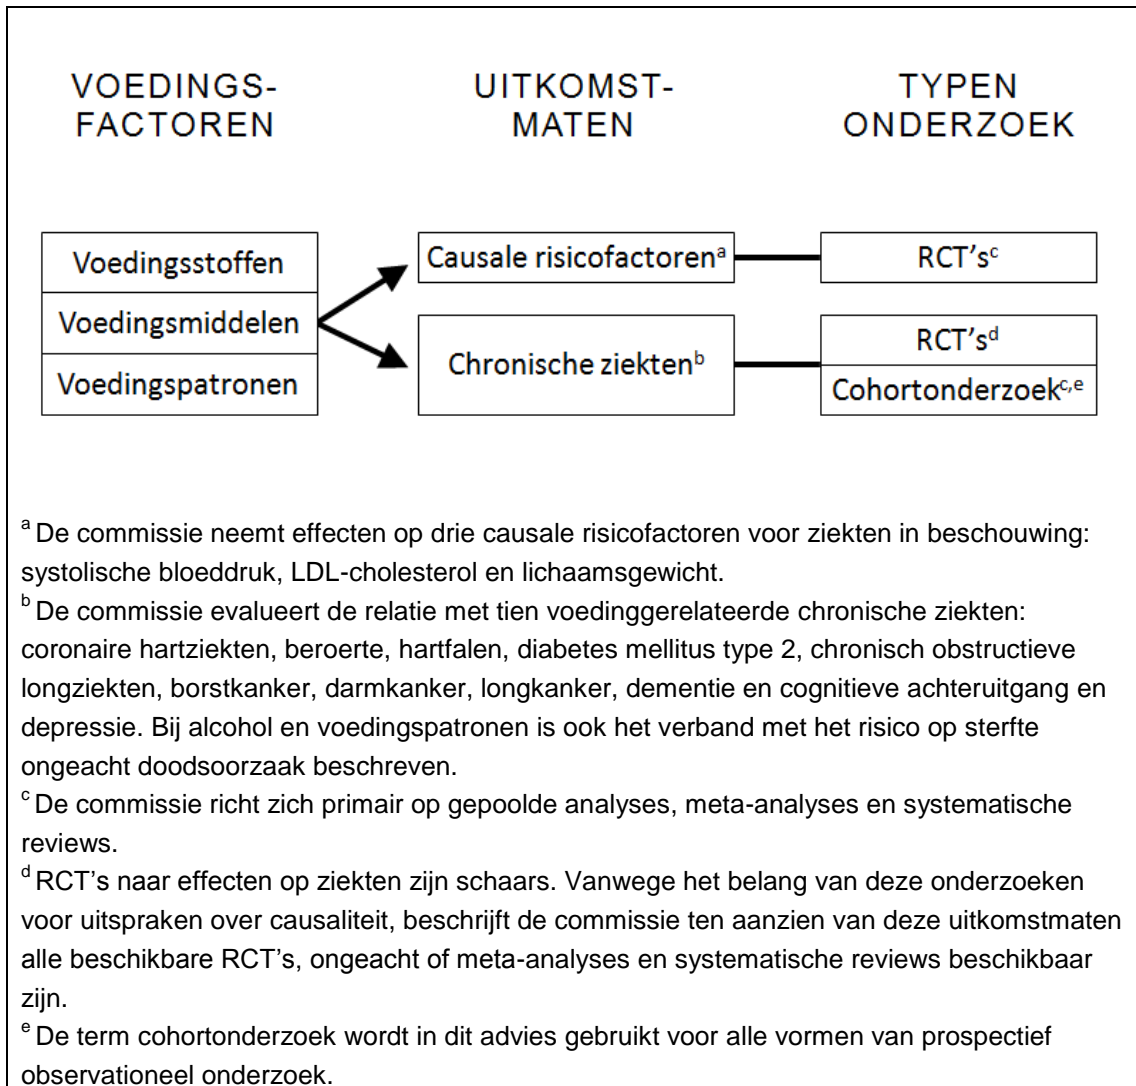 VOEDINGS-
FACTOREN
UITKOMST-
MATEN
TYPEN
ONDERZOEK
Voedingsstoffen
Voedingsmiddelen
Voedingspatronen
Causale risicofactorenᵃ
Chronische ziektenᵇ
RCT’sᶜ
RCT’sᵈ
Cohortonderzoekᶜ,ᵉ
ᵃ De commissie neemt effecten op drie causale risicofactoren voor ziekten in beschouwing:
systolische bloeddruk, LDL-cholesterol en lichaamsgewicht.
ᵇ De commissie evalueert de relatie met tien voedinggerelateerde chronische ziekten:
coronaire hartziekten, beroerte, hartfalen, diabetes mellitus type 2, chronisch obstructieve
longziekten, borstkanker, darmkanker, longkanker, dementie en cognitieve achteruitgang en
depressie. Bij alcohol en voedingspatronen is ook het verband met het risico op sterfte
ongeacht doodsoorzaak beschreven.
ᶜ De commissie richt zich primair op gepoolde analyses, meta-analyses en systematische
reviews.
ᵈ RCT’s naar effecten op ziekten zijn schaars. Vanwege het belang van deze onderzoeken
voor uitspraken over causaliteit, beschrijft de commissie ten aanzien van deze uitkomstmaten
alle beschikbare RCT’s, ongeacht of meta-analyses en systematische reviews beschikbaar
zijn.
ᵉ De term cohortonderzoek wordt in dit advies gebruikt voor alle vormen van prospectief
observationeel onderzoek.